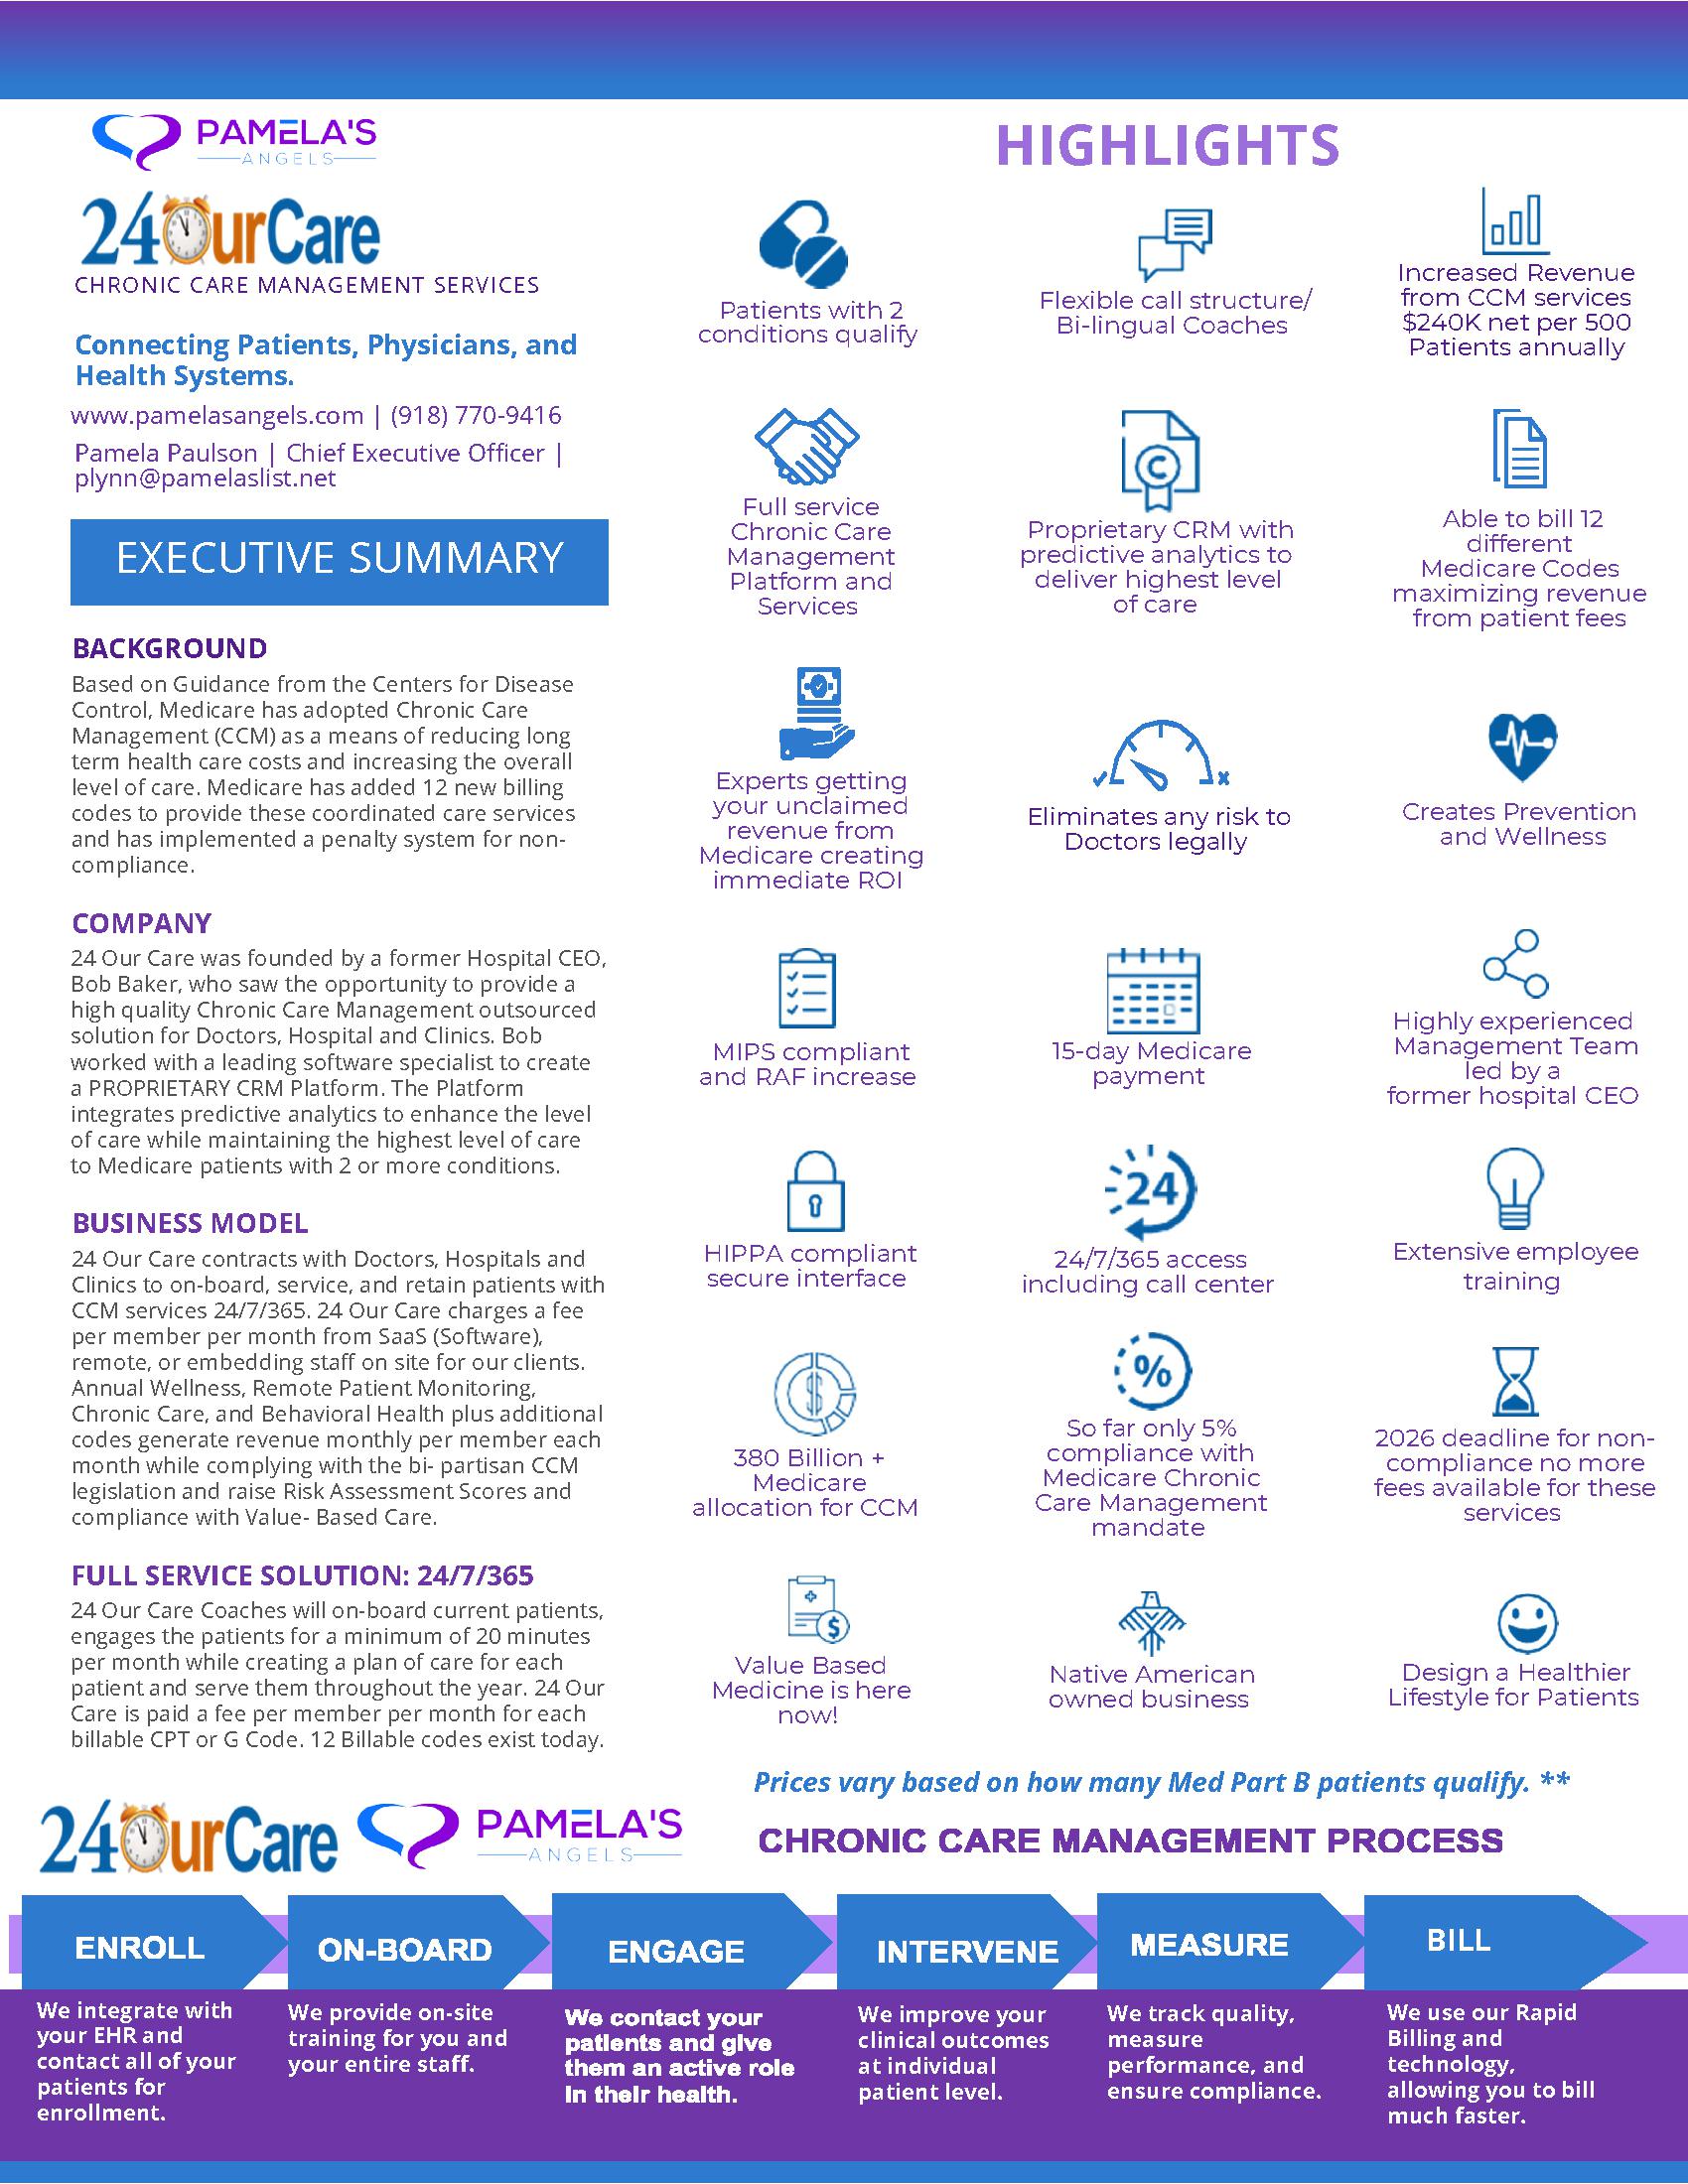 PAMELA'S
ANGELS
24OurCare
CHRONIC CARE MANAGEMENT SERVICES
Connecting Patients, Physicians, and
Health Systems.
www.pamelasangels.com | (918) 770-9416
Pamela Paulson | Chief Executive Officer |
plynn@pamelaslist.net
EXECUTIVE SUMMARY
BACKGROUND
Based on Guidance from the Centers for Disease
Control, Medicare has adopted Chronic Care
Management (CCM) as a means of reducing long
term health care costs and increasing the overall
level of care. Medicare has added 12 new billing
codes to provide these coordinated care services
and has implemented a penalty system for non-
compliance.
COMPANY
24 Our Care was founded by a former Hospital CEO,
Bob Baker, who saw the opportunity to provide a
high quality Chronic Care Management outsourced
solution for Doctors, Hospital and Clinics. Bob
worked with a leading software specialist to create
a PROPRIETARY CRM Platform. The Platform
integrates predictive analytics to enhance the level
of care while maintaining the highest level of care
to Medicare patients with 2 or more conditions.
BUSINESS MODEL
24 Our Care contracts with Doctors, Hospitals and
Clinics to on-board, service, and retain patients with
CCM services 24/7/365. 24 Our Care charges a fee
per member per month from SaaS (Software),
remote, or embedding staff on site for our clients.
Annual Wellness, Remote Patient Monitoring,
Chronic Care, and Behavioral Health plus additional
codes generate revenue monthly per member each
month while complying with the bi- partisan CCM
legislation and raise Risk Assessment Scores and
compliance with Value- Based Care.
FULL SERVICE SOLUTION: 24/7/365
24 Our Care Coaches will on-board current patients,
engages the patients for a minimum of 20 minutes
per month while creating a plan of care for each
patient and serve them throughout the year. 24 Our
Care is paid a fee per member per month for each
billable CPT or G Code. 12 Billable codes exist today.
HIGHLIGHTS
Patients with 2
conditions qualify
Flexible call structure/
Bi-lingual Coaches
Increased Revenue
from CCM services
$240K net per 500
Patients annually
Full service
Chronic Care
Management
Platform and
Services
C
Proprietary CRM with
predictive analytics to
deliver highest level
of care
Able to bill 12
different
Medicare Codes
maximizing revenue
from patient fees
Experts getting
your unclaimed
revenue from
Medicare creating
immediate ROI
Eliminates any risk to
Doctors legally
Creates Prevention
and Wellness
MIPS compliant
and RAF increase
15-day Medicare
payment
Highly experienced
Management Team
led by a
former hospital CEO
HIPPA compliant
secure interface
24
24/7/365 access
including call center
Extensive employee
training
$
380 Billion +
Medicare
allocation for CCM
%
So far only 5%
compliance with
Medicare Chronic
Care Management
mandate
2026 deadline for non-
compliance no more
fees available for these
services
$
Value Based
Medicine is here
now!
Native American
owned business
Design a Healthier
Lifestyle for Patients
Prices vary based on how many Med Part B patients qualify. **
24OurCare
PAMELA'S
ANGELS
CHRONIC CARE MANAGEMENT PROCESS
ENROLL
We integrate with
your EHR and
contact all of your
patients for
enrollment.
ON-BOARD
We provide on-site
training for you and
your entire staff.
ENGAGE
We contact your
patients and give
them an active role
in their health.
INTERVENE
We improve your
clinical outcomes
at individual
patient level.
MEASURE
We track quality,
measure
performance, and
ensure compliance.
BILL
We use our Rapid
Billing and
technology,
allowing you to bill
much faster.